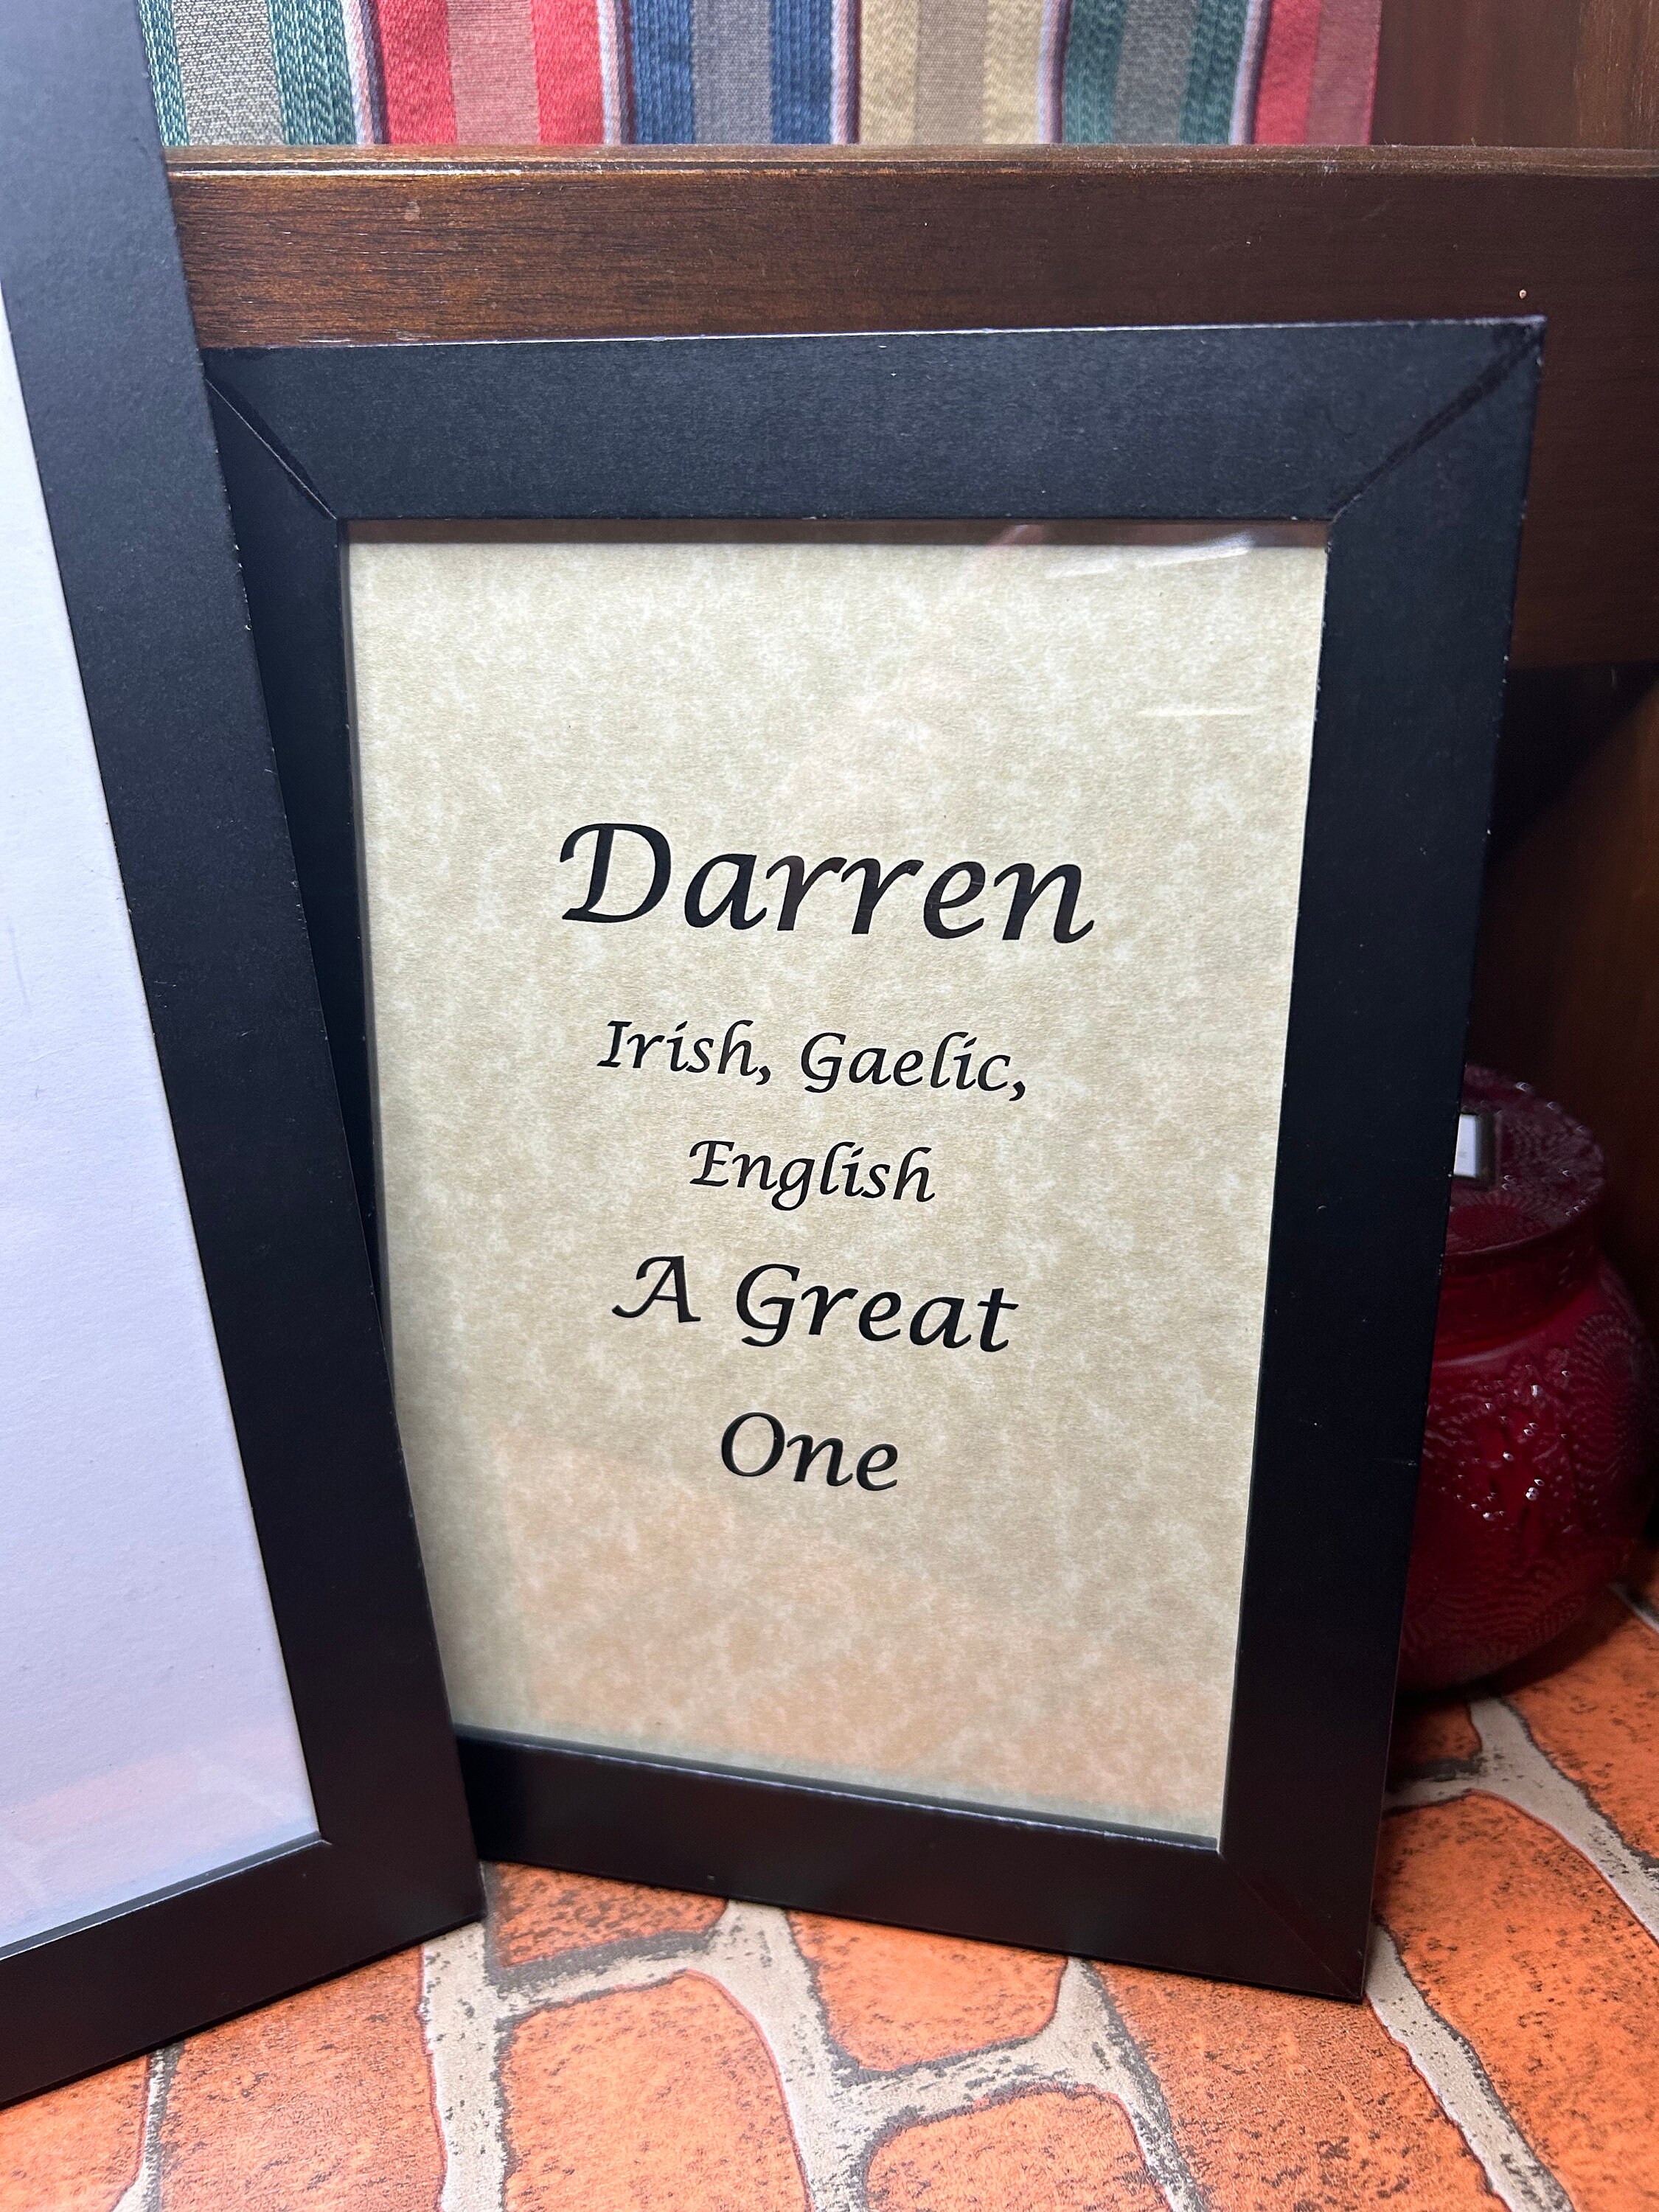 Darren
Irish, Gaelic,
English
A Great
One